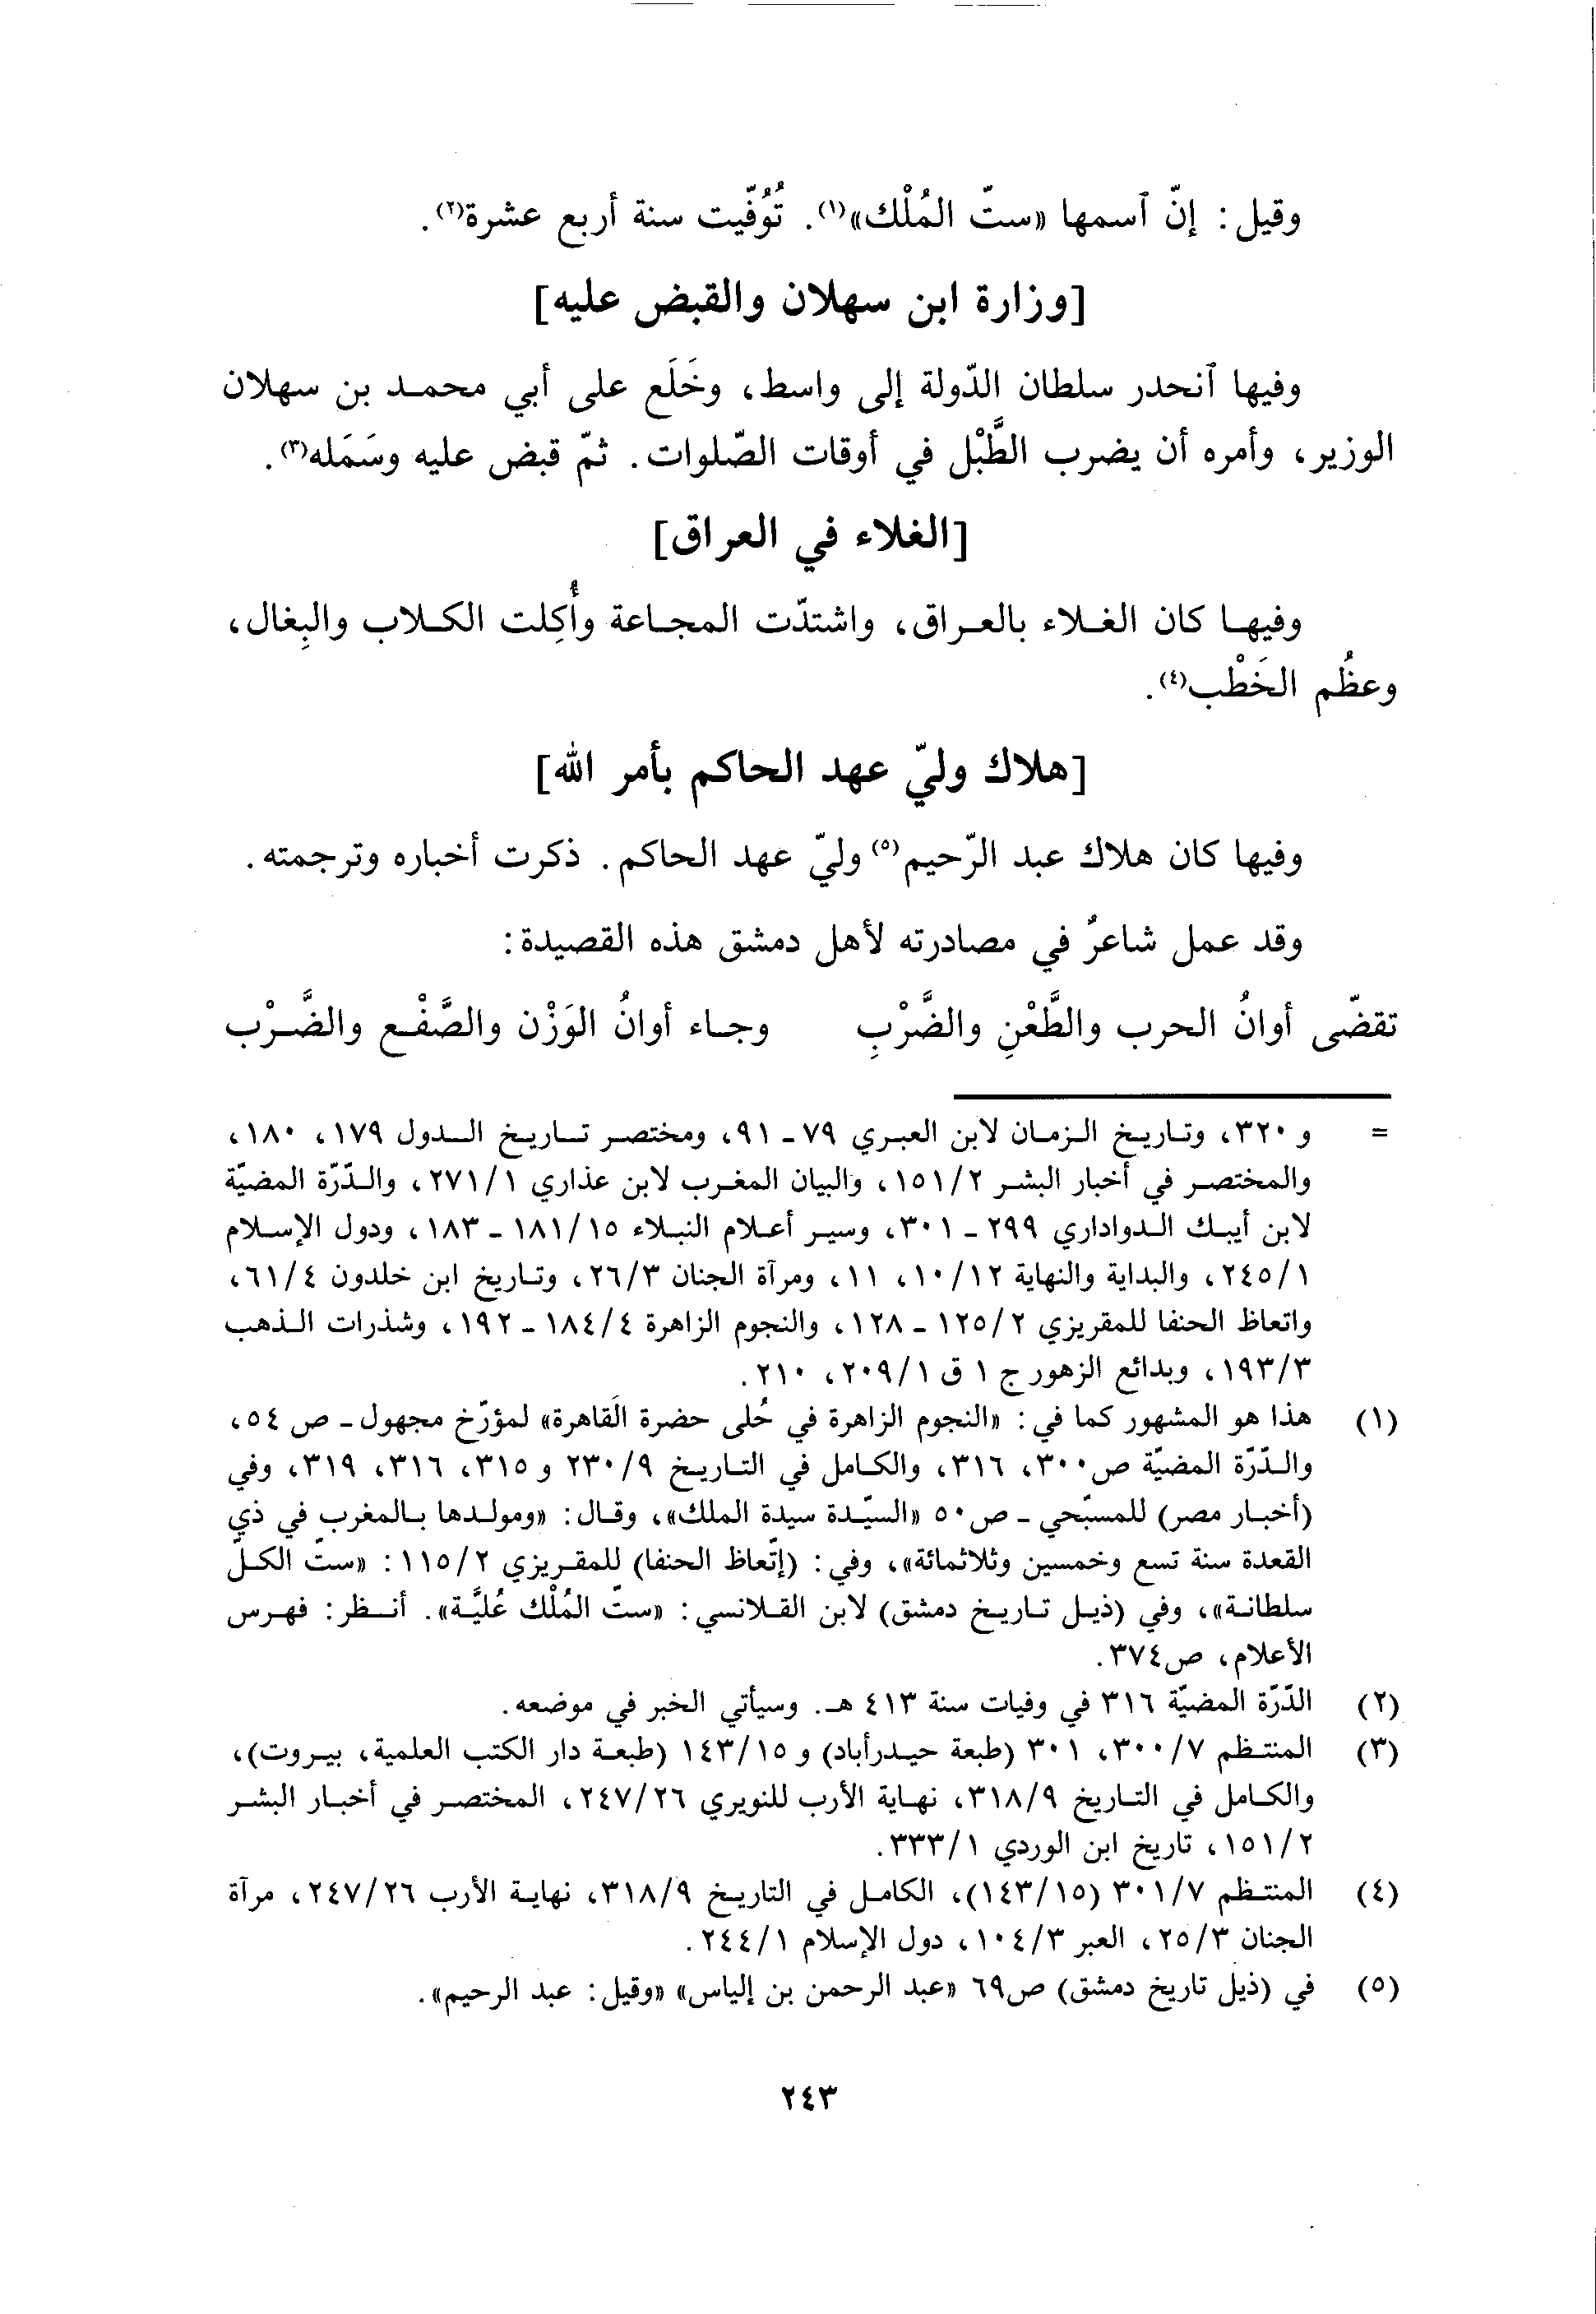 وقيل: إنّ ٱسمها «ستّ المُلْك»(١). تُوُفّيت سنة أربع عشرة(٢).
[وزارة ابن سهلان والقبض عليه]
وفيها ٱنحدر سلطان الدّولة إلى واسط، وخَلَع على أبي محمد بن سهلان
الوزير، وأمره أن يضرب الطَّبْل في أوقات الصّلوات. ثمّ قبض عليه وسَمَله(٣).
[الغلاء في العراق]
وفيها كان الغلاء بالعراق، واشتدّت المجاعة وأُكِلت الكلاب والبِغال،
وعظُم الخَطْب(٤).
[هلاك وليّ عهد الحاكم بأمر الله]
وفيها كان هلاك عبد الرّحيم(٥) وليّ عهد الحاكم. ذكرت أخباره وترجمته.
وقد عمل شاعرٌ في مصادرته لأهل دمشق هذه القصيدة:
تقضّى أوانُ الحرب والطَّعْنِ والضَّرْبِ وجاء أوانُ الوَزْن والصَّفْع والضَّرْب
= و ٣٢٠، وتاريخ الزمان لابن العبري ٧٩ - ٩١، ومختصر تاريخ الدول ١٧٩، ١٨٠،
والمختصر في أخبار البشر ١٥١/٢، والبيان المغرب لابن عذاري ٢٧١/١، والدّرّة المضيّة
لابن أيبك الدواداري ٢٩٩ - ٣٠١، وسير أعلام النبلاء ١٨١/١٥ - ١٨٣، ودول الإسلام
٢٤٥/١، والبداية والنهاية ١٠/١٢، ١١، ومرآة الجنان ٢٦/٣، وتاريخ ابن خلدون ٦١/٤،
واتعاظ الحنفا للمقريزي ١٢٥/٢ - ١٢٨، والنجوم الزاهرة ١٨٤/٤ - ١٩٢، وشذرات الذهب
١٩٣/٣، وبدائع الزهور ج ١ ق ٢٠٩/١، ٢١٠.
(١) هذا هو المشهور كما في: «النجوم الزاهرة في حُلى حضرة القاهرة» لمؤرّخ مجهول - ص ٥٤،
والدّرّة المضيّة ص٣٠٠، ٣١٦، والكامل في التاريخ ٢٣٠/٩ و ٣١٥، ٣١٦، ٣١٩، وفي
(أخبار مصر) للمسبّحي - ص٥٠ «السيّدة سيدة الملك»، وقال: «ومولدها بالمغرب في ذي
القعدة سنة تسع وخمسين وثلاثمائة»، وفي: (إتّعاظ الحنفا) للمقريزي ١١٥/٢: «ستّ الكلّ
سلطانة»، وفي (ذيل تاريخ دمشق) لابن القلانسي: «ستّ المُلْك عُليَّة». أنظر: فهرس
الأعلام، ص٣٧٤.
(٢) الدّرّة المضيّة ٣١٦ في وفيات سنة ٤١٣ هـ. وسيأتي الخبر في موضعه.
(٣) المنتظم ٣٠٠/٧، ٣٠١ (طبعة حيدرأباد) و ١٤٣/١٥ (طبعة دار الكتب العلمية، بيروت)،
والكامل في التاريخ ٣١٨/٩، نهاية الأرب للنويري ٢٤٧/٢٦، المختصر في أخبار البشر
١٥١/٢، تاريخ ابن الوردي ٣٣٣/١.
(٤) المنتظم ٣٠١/٧ (١٤٣/١٥)، الكامل في التاريخ ٣١٨/٩، نهاية الأرب ٢٤٧/٢٦، مرآة
الجنان ٢٥/٣، العبر ١٠٤/٣، دول الإسلام ٢٤٤/١.
(٥) في (ذيل تاريخ دمشق) ص٦٩ «عبد الرحمن بن إلياس» «وقيل: عبد الرحيم».
٢٤٣